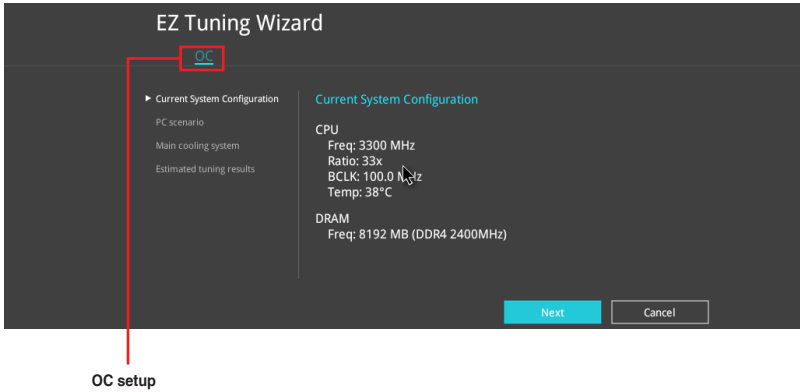 EZ Tuning Wizard
OC
Current System Configuration
PC scenario
Main cooling system
Estimated tuning results
Current System Configuration
CPU
Freq: 3300 MHz
Ratio: 33x
BCLK: 100.0 MHz
Temp: 38°C
DRAM
Freq: 8192 MB (DDR4 2400MHz)
Next
Cancel
OC setup